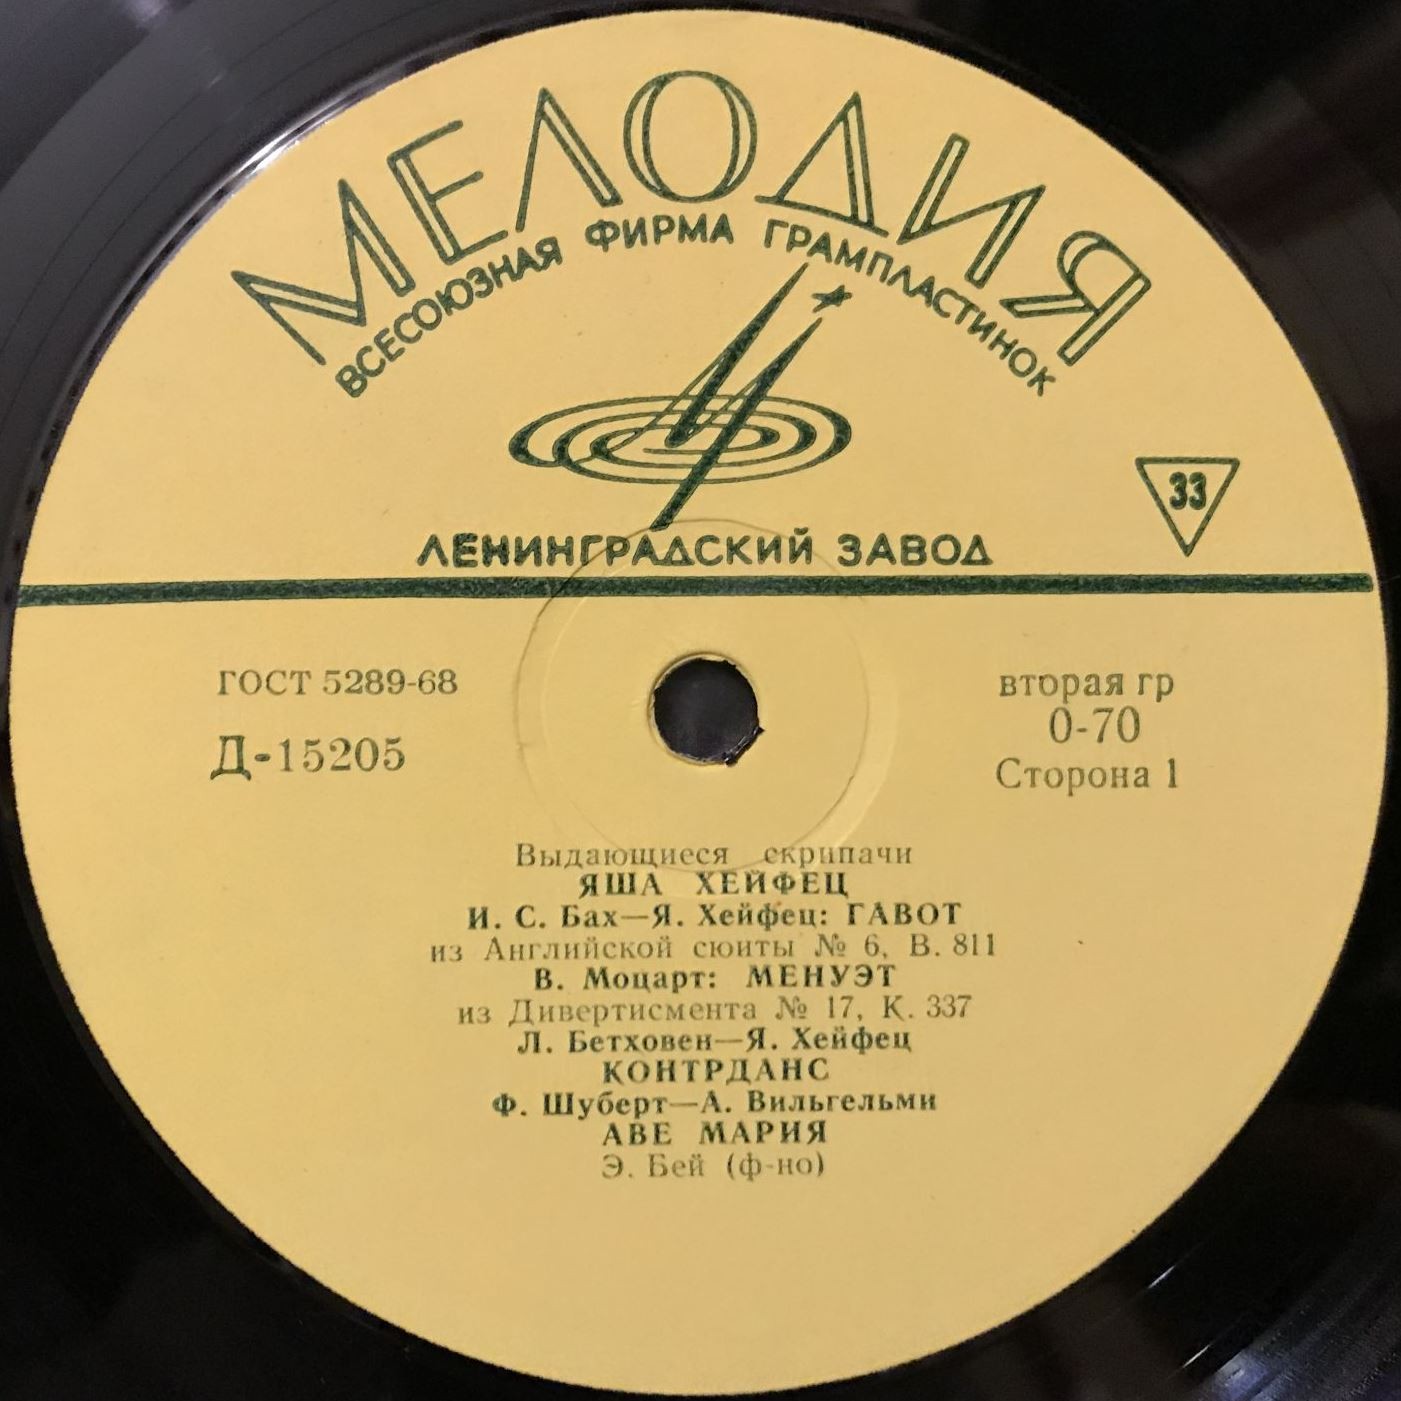 МЕЛОДИЯ
ВСЕСОЮЗНАЯ ФИРМА ГРАМПЛАСТИНОК
33
ЛЕНИНГРАДСКИЙ ЗАВОД
ГОСТ 5289-68
Д-15205
вторая гр
0-70
Сторона 1
Выдающиеся скрипачи
ЯША ХЕЙФЕЦ
И. С. Бах—Я. Хейфец: ГАВОТ
из Английской сюиты № 6, В. 811
В. Моцарт: МЕНУЭТ
из Дивертисмента № 17, К. 337
Л. Бетховен—Я. Хейфец
КОНТРДАНС
Ф. Шуберт—А. Вильгельми
АВЕ МАРИЯ
Э. Бей (ф-но)